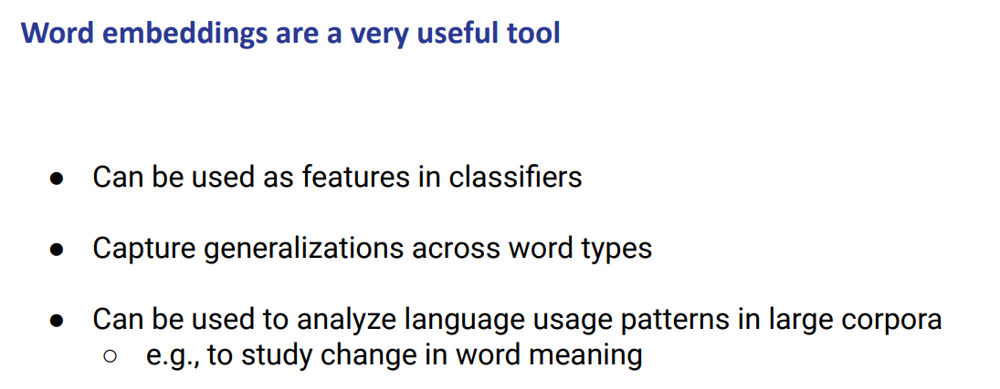 Word embeddings are a very useful tool
● Can be used as features in classifiers
● Capture generalizations across word types
● Can be used to analyze language usage patterns in large corpora
○ e.g., to study change in word meaning